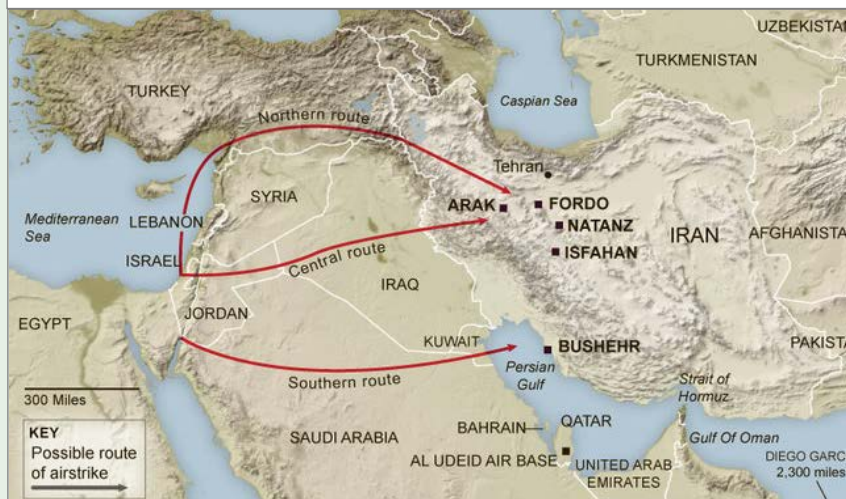 UZBEKISTAN
TURKMENISTAN
TURKEY
Caspian Sea
Northern route
Tehran
SYRIA
ARAK
FORDO
Mediterranean
Sea
LEBANON
NATANZ
IRAN
AFGHANISTA
ISRAEL
Central route
ISFAHAN
IRAQ
JORDAN
EGYPT
KUWAIT
BUSHEHR
PAKIST
Southern route
Persian
Gulf
Strait of
Hormuz
300 Miles
KEY
Possible route
of airstrike
SAUDI ARABIA
BAHRAIN
QATAR
Gulf Of Oman
AL UDEID AIR BASE
UNITED ARAB
EMIRATES
DIEGO GARC
2,300 miles